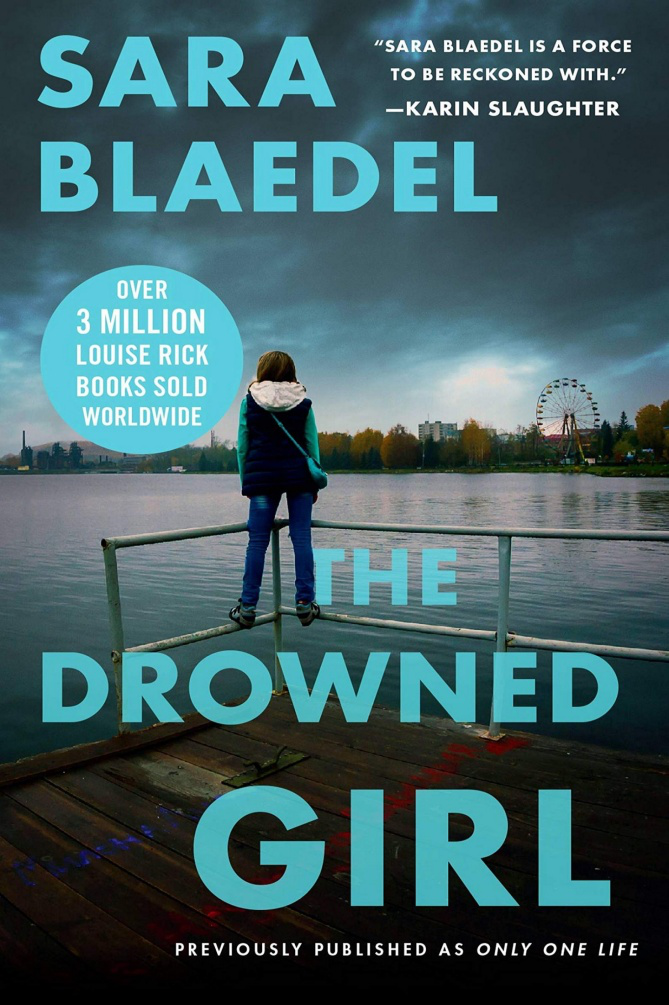 SARA
BLAEDEL
“SARA BLAEDEL IS A FORCE
TO BE RECKONED WITH.”
—KARIN SLAUGHTER
OVER
3 MILLION
LOUISE RICK
BOOKS SOLD
WORLDWIDE
THE
DROWNED
GIRL
PREVIOUSLY PUBLISHED AS ONLY ONE LIFE